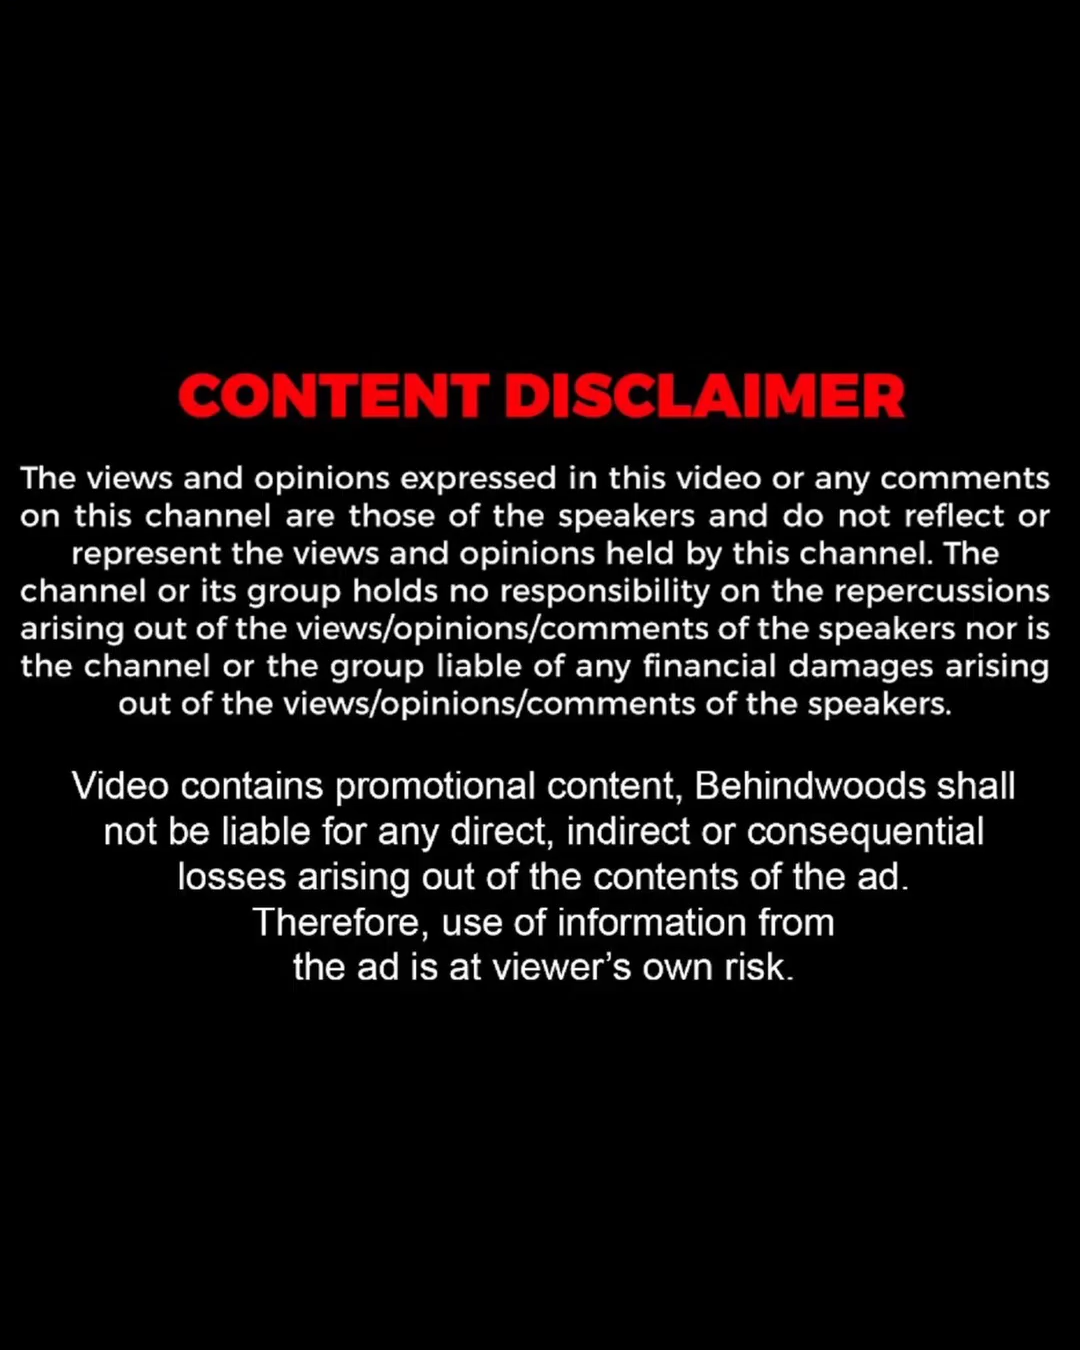 CONTENT DISCLAIMER
The views and opinions expressed in this video or any comments
on this channel are those of the speakers and do not reflect or
represent the views and opinions held by this channel. The
channel or its group holds no responsibility on the repercussions
arising out of the views/opinions/comments of the speakers nor is
the channel or the group liable of any financial damages arising
out of the views/opinions/comments of the speakers.
Video contains promotional content, Behindwoods shall
not be liable for any direct, indirect or consequential
losses arising out of the contents of the ad.
Therefore, use of information from
the ad is at viewer’s own risk.